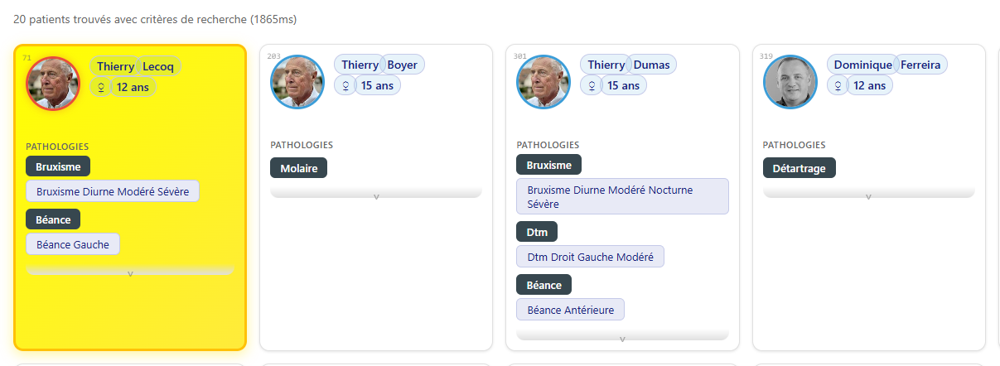 20 patients trouvés avec critères de recherche (1865ms)
71
Thierry Lecoq
♀ 12 ans
PATHOLOGIES
Bruxisme
Bruxisme Diurne Modéré Sévère
Béance
Béance Gauche
v
203
Thierry Boyer
♀ 15 ans
PATHOLOGIES
Molaire
v
301
Thierry Dumas
♀ 15 ans
PATHOLOGIES
Bruxisme
Bruxisme Diurne Modéré Nocturne
Sévère
Dtm
Dtm Droit Gauche Modéré
Béance
Béance Antérieure
v
319
Dominique Ferreira
♀ 12 ans
PATHOLOGIES
Détartrage
v